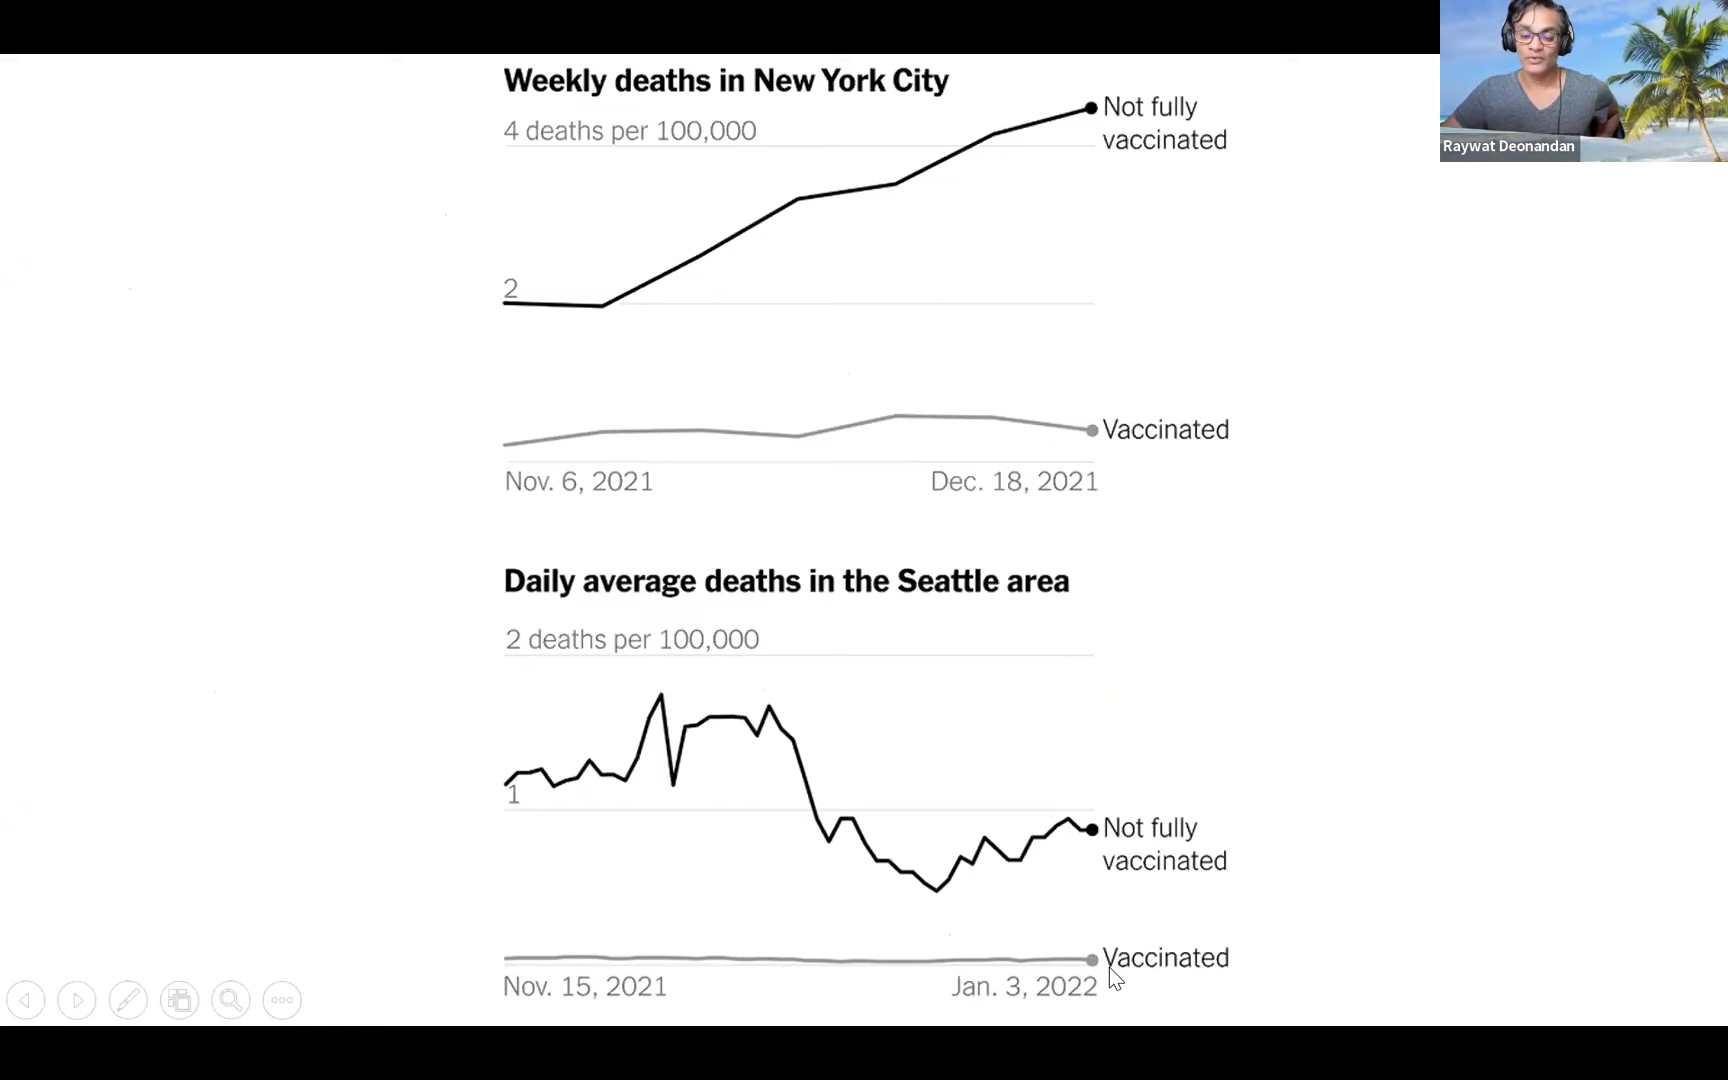 Weekly deaths in New York City
4 deaths per 100,000
Not fully
vaccinated
2
Vaccinated
Nov. 6, 2021
Dec. 18, 2021
Daily average deaths in the Seattle area
2 deaths per 100,000
1
Not fully
vaccinated
Vaccinated
Nov. 15, 2021
Jan. 3, 2022
Raywat Deonandan